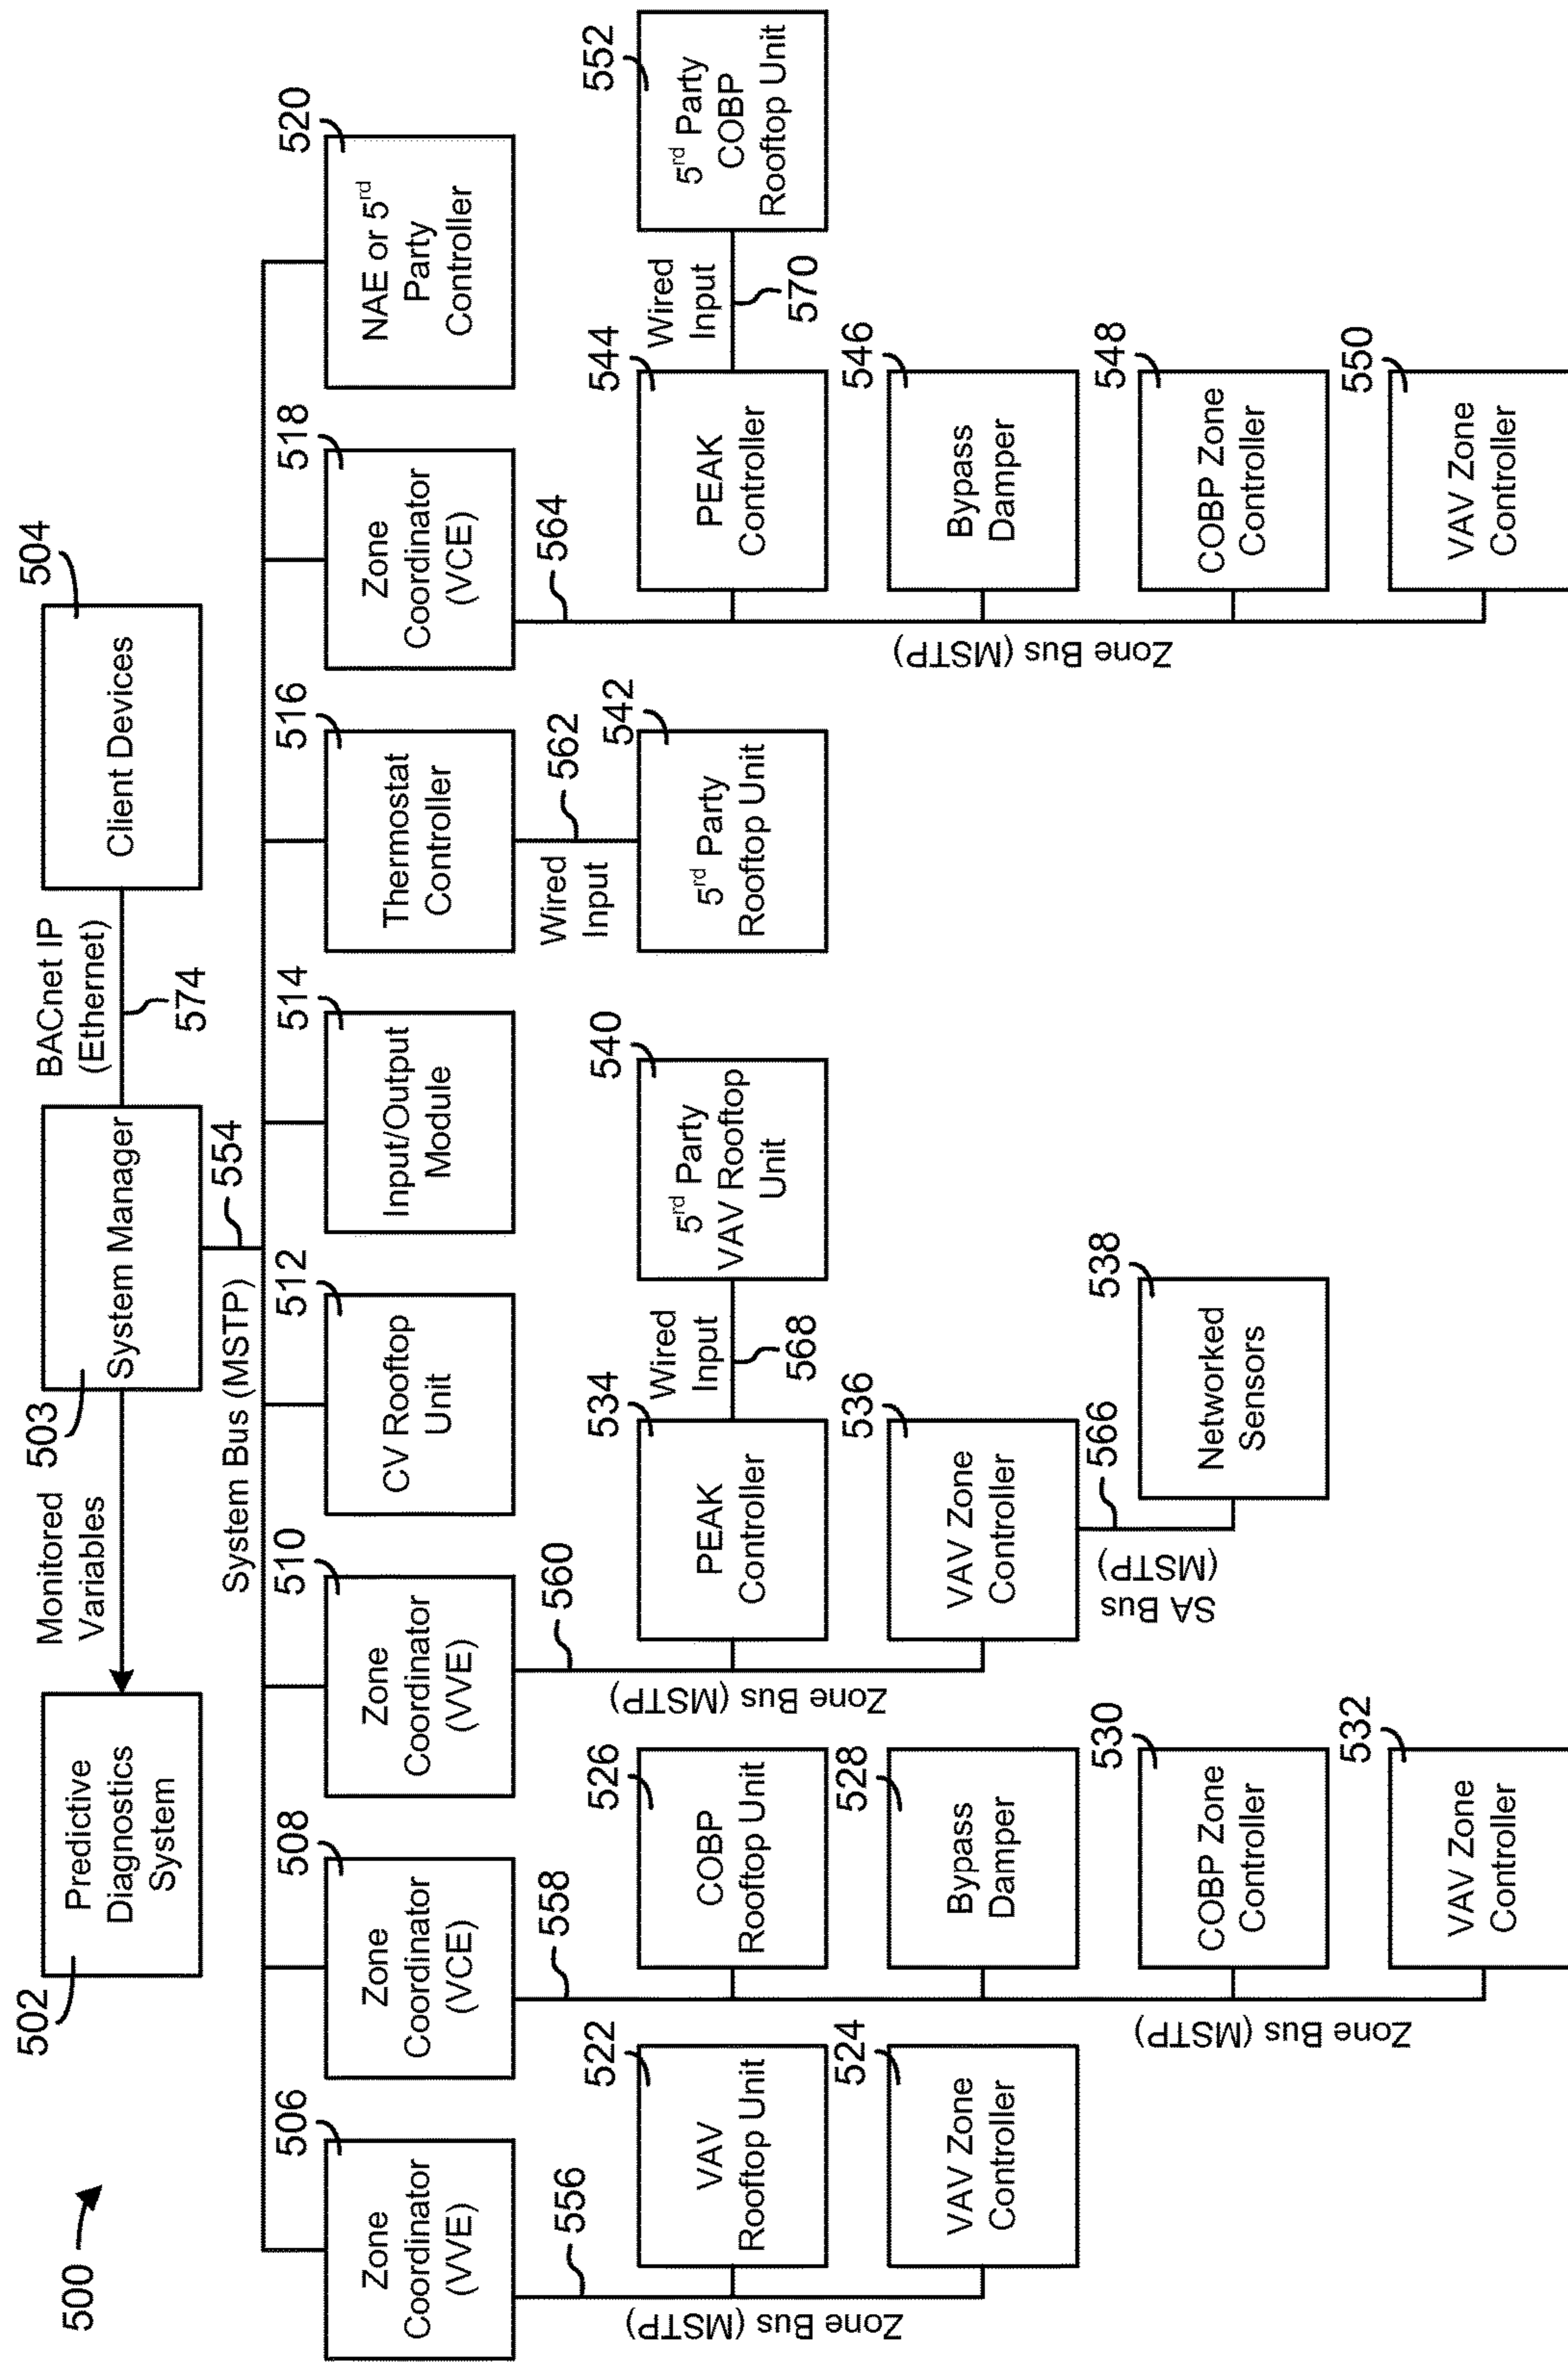 500
502
Predictive
Diagnostics
System
Monitored
Variables
503
System Manager
BACnet IP
(Ethernet)
574
504
Client Devices
System Bus (MSTP)
554
506
Zone
Coordinator
(VVE)
508
Zone
Coordinator
(VCE)
510
Zone
Coordinator
(VVE)
512
CV Rooftop
Unit
514
Input/Output
Module
516
Thermostat
Controller
518
Zone
Coordinator
(VCE)
520
NAE or 5rd
Party
Controller
556
Zone Bus (MSTP)
522
VAV
Rooftop Unit
524
VAV Zone
Controller
558
Zone Bus (MSTP)
526
COBP
Rooftop Unit
528
Bypass
Damper
530
COBP Zone
Controller
532
VAV Zone
Controller
560
Zone Bus (MSTP)
534
PEAK
Controller
Wired
Input
568
540
5rd Party
VAV Rooftop
Unit
536
VAV Zone
Controller
566
SA Bus
(MSTP)
538
Networked
Sensors
Wired
Input
562
542
5rd Party
Rooftop Unit
564
Zone Bus (MSTP)
544
PEAK
Controller
Wired
Input
570
552
5rd Party
COBP
Rooftop Unit
546
Bypass
Damper
548
COBP Zone
Controller
550
VAV Zone
Controller